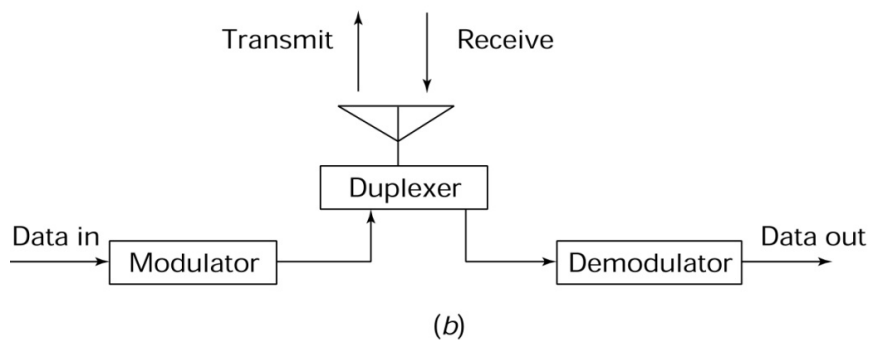 Transmit Receive
Duplexer
Data in Data out
Modulator Demodulator
(b)